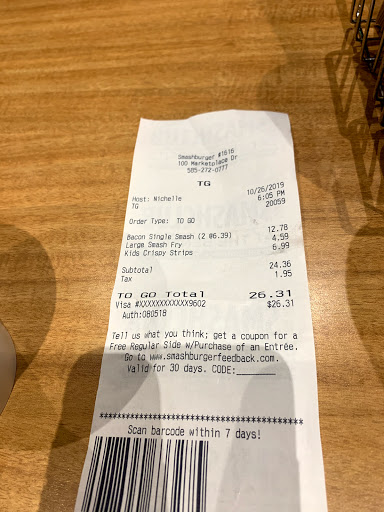 Smashburger #1616
100 Marketplace Dr
585-272-0777
TG
10/26/2019
Host: Michelle 6:05 PM
TG 20059
Order Type: TO GO
Bacon Single Smash (2 @6.39) 12.78
Large Smash Fry 4.59
Kids Crispy Strips 6.99
Subtotal 24.36
Tax 1.95
TO GO Total 26.31
Visa #XXXXXXXXXXXX9602 $26.31
Auth:080518
Tell us what you think; get a coupon for a
Free Regular Side w/Purchase of an Entrée.
Go to www.smashburgerfeedback.com.
Valid for 30 days. CODE:________
******************************************
Scan barcode within 7 days!